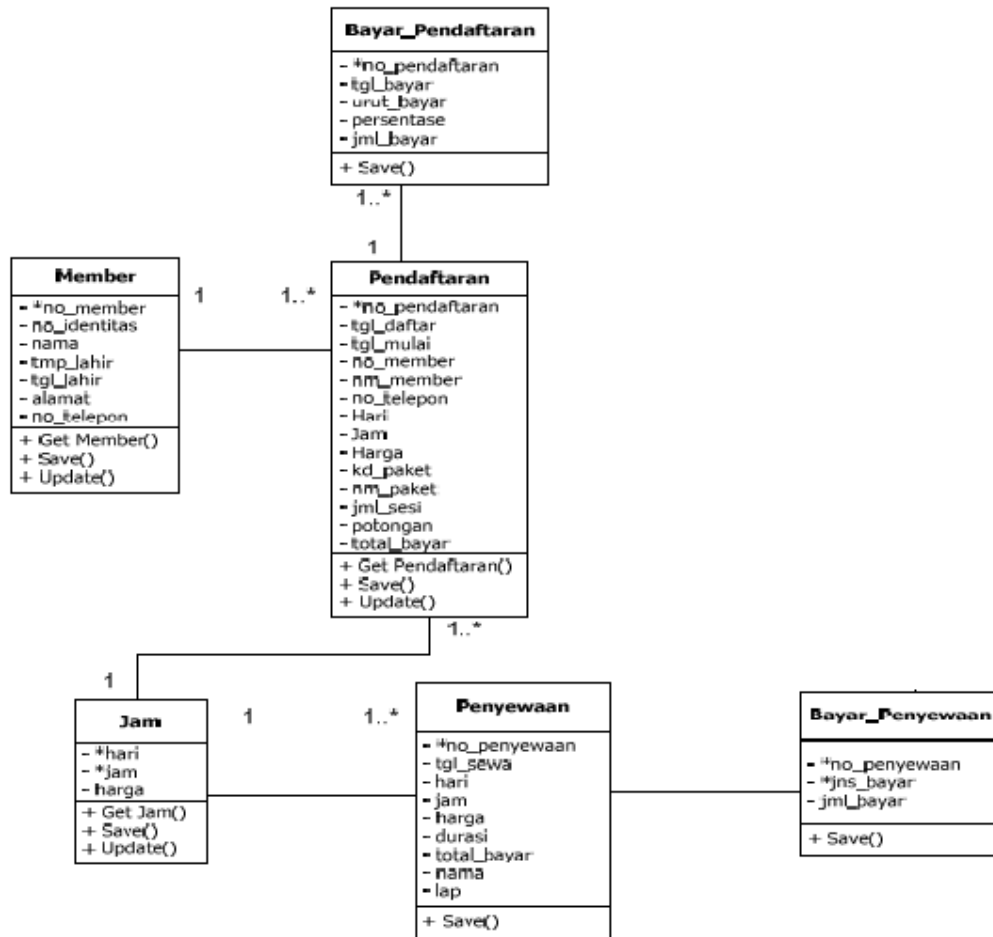 Bayar_Pendaftaran
- *no_pendaftaran
- tgl_bayar
- urut_bayar
- persentase
- jml_bayar
+ Save()
1..*
1
Member
- *no_member
- no_identitas
- nama
- tmp_lahir
- tgl_lahir
- alamat
- no_telepon
+ Get Member()
+ Save()
+ Update()
1
1..*
Pendaftaran
- *no_pendaftaran
- tgl_daftar
- tgl_mulai
- no_member
- nm_member
- no_telepon
- Hari
- Jam
- Harga
- kd_paket
- nm_paket
- jml_sesi
- potongan
- total_bayar
+ Get Pendaftaran()
+ Save()
+ Update()
1..*
1
Jam
- *hari
- *jam
- harga
+ Get Jam()
+ Save()
+ Update()
1
1..*
Penyewaan
- *no_penyewaan
- tgl_sewa
- hari
- jam
- harga
- durasi
- total_bayar
- nama
- lap
+ Save()
Bayar_Penyewaan
- *no_penyewaan
- *jns_bayar
- jml_bayar
+ Save()